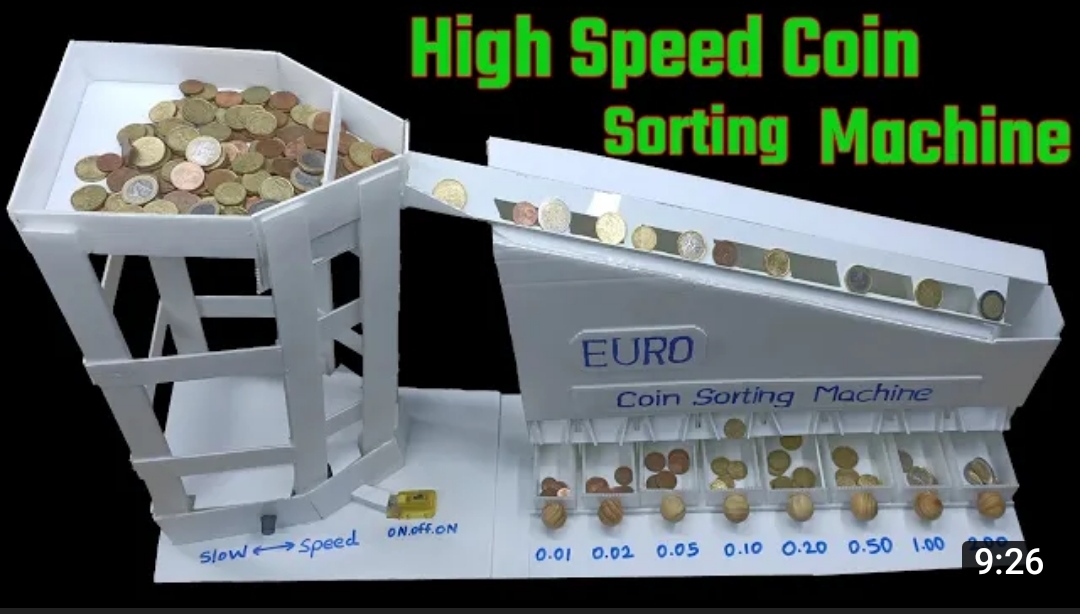 High Speed Coin
Sorting Machine
EURO
Coin Sorting Machine
Slow ↔ Speed
ON.OFF.ON
0.01 0.02 0.05 0.10 0.20 0.50 1.00
9:26